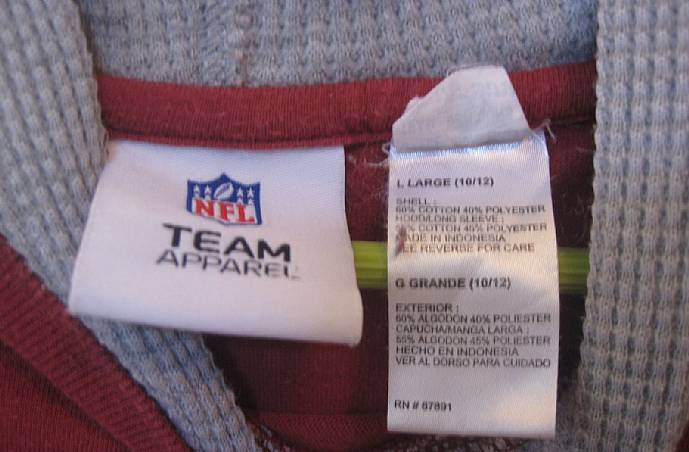 NFL
TEAM
APPAREL
L LARGE (10/12)
SHELL :
60% COTTON 40% POLYESTER
HOOD/LONG SLEEVE :
% COTTON 45% POLYESTER
MADE IN INDONESIA
SEE REVERSE FOR CARE
G GRANDE (10/12)
EXTERIOR :
60% ALGODON 40% POLIESTER
CAPUCHA/MANGA LARGA :
55% ALGODON 45% POLIESTER
HECHO EN INDONESIA
VER AL DORSO PARA CUIDADO
RN # 67891